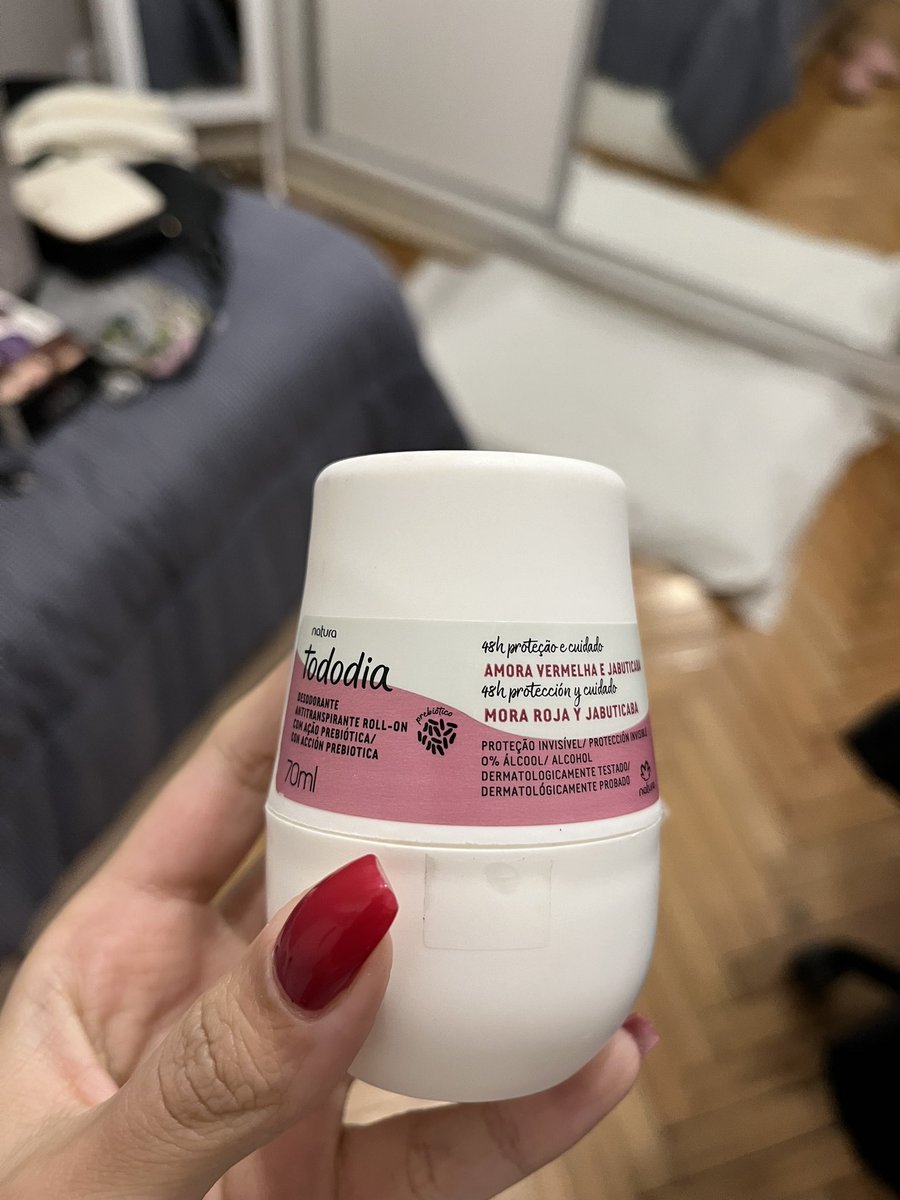 natura
tododia
DESODORANTE
ANTITRANSPIRANTE ROLL-ON
COM AÇÃO PREBIÓTICA/
CON ACCIÓN PREBIOTICA
70ml
prebiótico
48h proteção e cuidado
AMORA VERMELHA E JABUTICABA
48h protección y cuidado
MORA ROJA Y JABUTICABA
PROTEÇÃO INVISÍVEL/ PROTECCIÓN INVISIBLE
0% ÁLCOOL/ ALCOHOL
DERMATOLOGICAMENTE TESTADO/
DERMATOLÓGICAMENTE PROBADO
natura